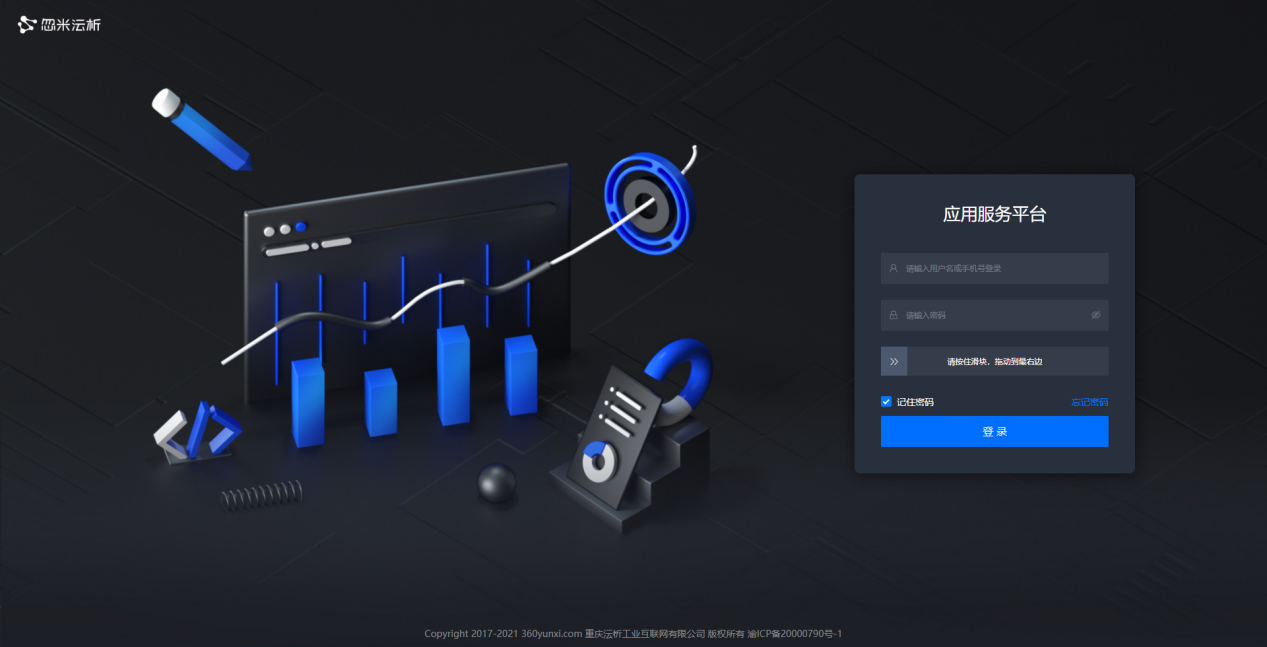 忽米沄析
应用服务平台
请输入用户名或手机号登录
请输入密码
请按住滑块，拖动到最右边
记住密码
忘记密码
登录
Copyright 2017-2021 360yunxi.com 重庆沄析工业互联网有限公司 版权所有 渝ICP备20000790号-1